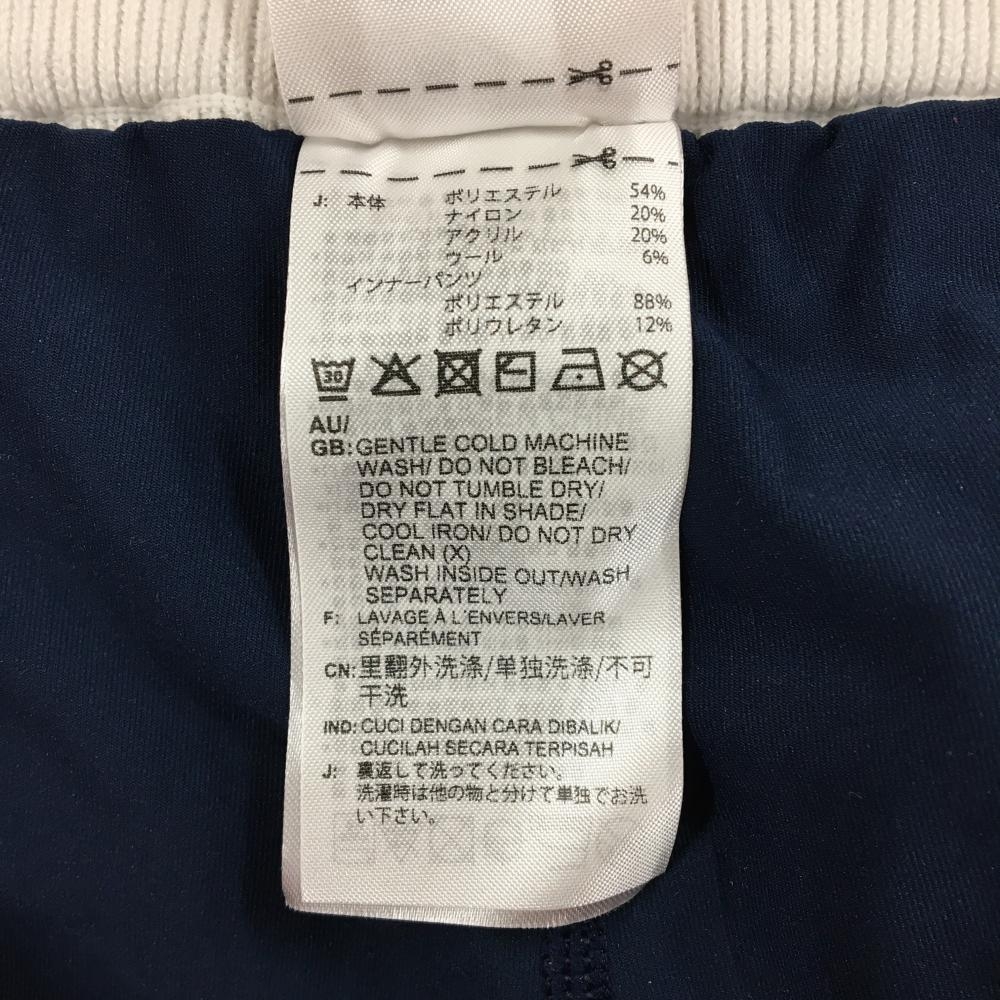 J: 本体 ポリエステル 54%
ナイロン 20%
アクリル 20%
ウール 6%
インナーパンツ
ポリエステル 88%
ポリウレタン 12%
30
AU/
GB: GENTLE COLD MACHINE
WASH/ DO NOT BLEACH/
DO NOT TUMBLE DRY/
DRY FLAT IN SHADE/
COOL IRON/ DO NOT DRY
CLEAN (X)
WASH INSIDE OUT/WASH
SEPARATELY
F: LAVAGE À L'ENVERS/LAVER
SÉPARÉMENT
CN: 里翻外洗涤/单独洗涤/不可
干洗
IND: CUCI DENGAN CARA DIBALIK/
CUCILAH SECARA TERPISAH
J: 裏返して洗ってください。
洗濯時は他の物と分けて単独でお洗
い下さい。